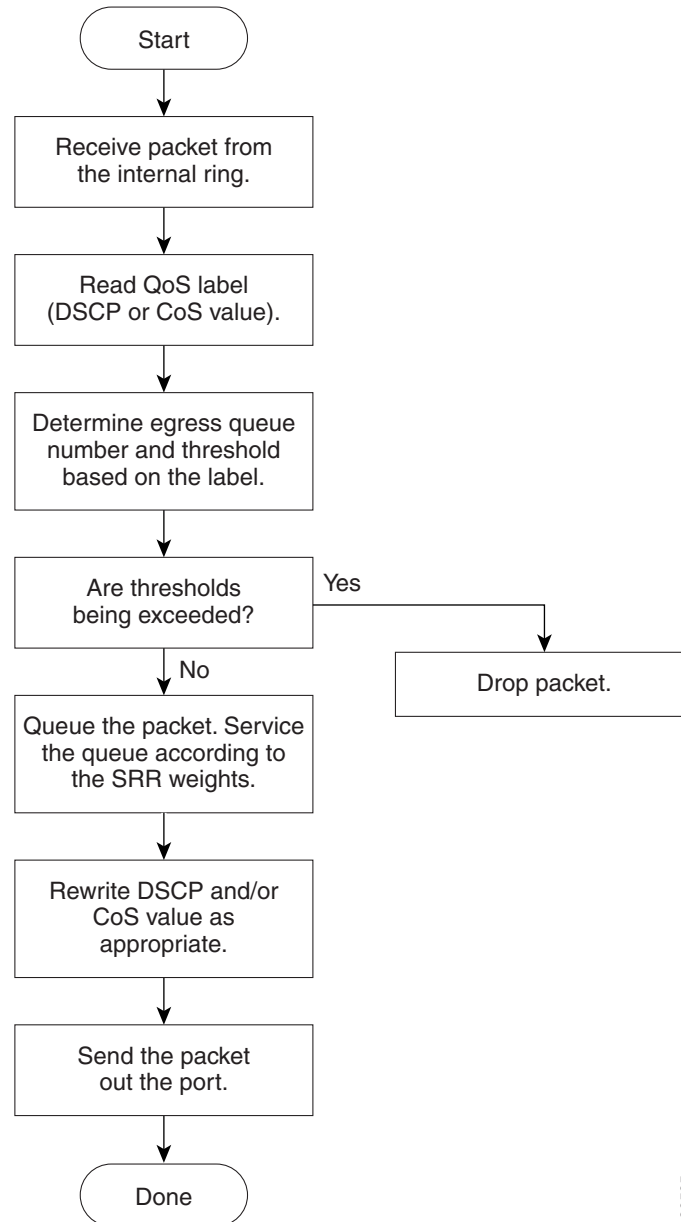 Start
Receive packet from
the internal ring.
Read QoS label
(DSCP or CoS value).
Determine egress queue
number and threshold
based on the label.
Are thresholds
being exceeded?
Yes
Drop packet.
No
Queue the packet. Service
the queue according to
the SRR weights.
Rewrite DSCP and/or
CoS value as
appropriate.
Send the packet
out the port.
Done